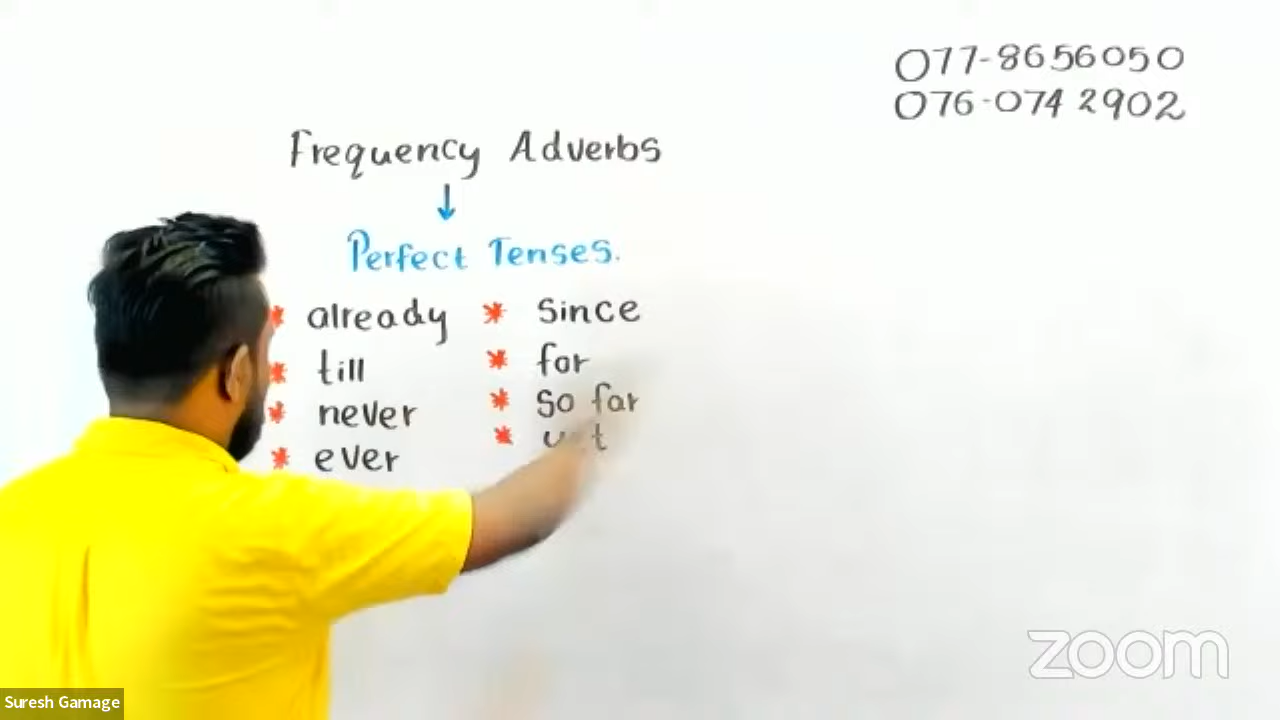 077-8656050
076-074 2902
Frequency Adverbs
↓
Perfect Tenses.
* already * Since
* till * for
* never * So far
* ever *
zoom
Suresh Gamage